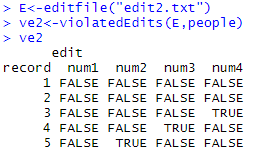 > E<-editfile("edit2.txt")
> ve2<-violatedEdits(E,people)
> ve2
edit
record num1 num2 num3 num4
1 FALSE FALSE FALSE FALSE
2 FALSE FALSE FALSE FALSE
3 FALSE FALSE FALSE TRUE
4 FALSE FALSE TRUE FALSE
5 FALSE TRUE FALSE FALSE